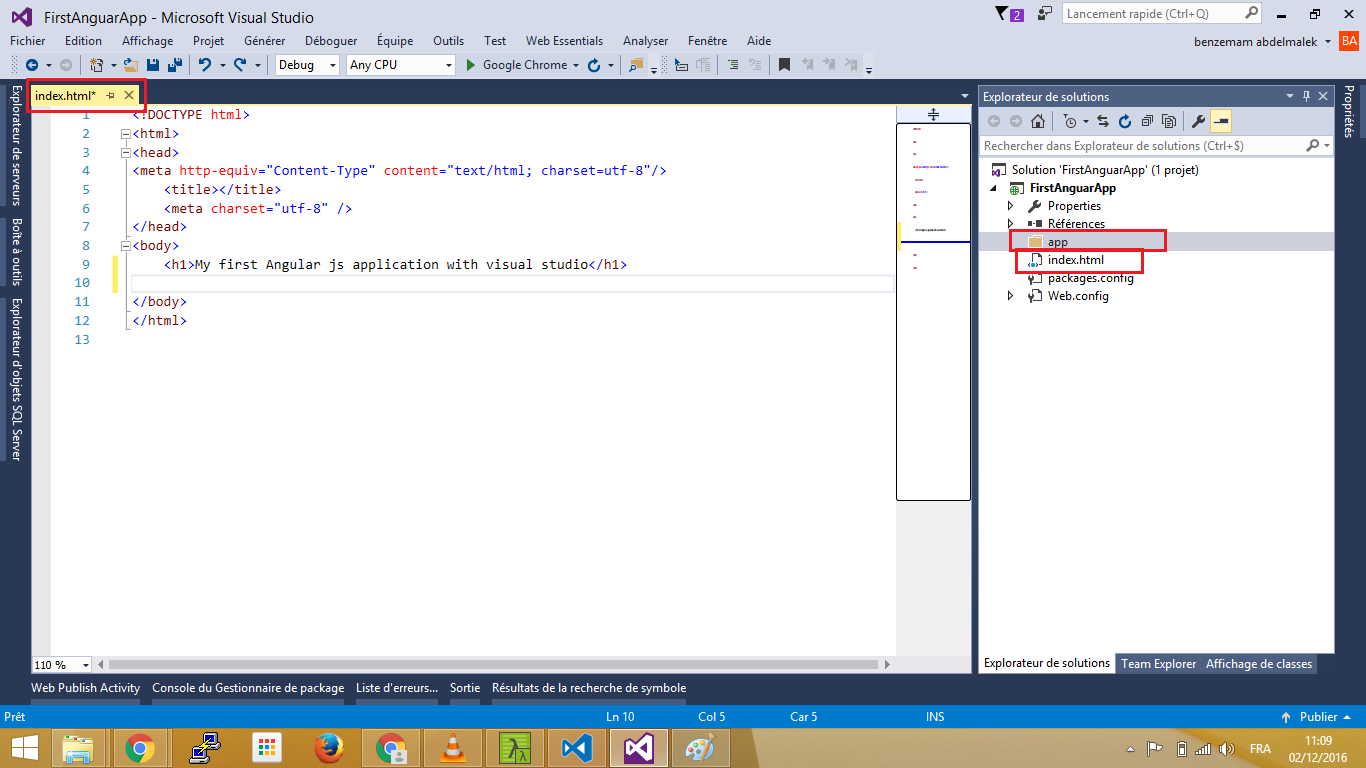 FirstAnguarApp - Microsoft Visual Studio
2
Lancement rapide (Ctrl+Q)
Fichier Edition Affichage Projet Générer Déboguer Équipe Outils Test Web Essentials Analyser Fenêtre Aide
benzemam abdelmalek BA
Debug Any CPU Google Chrome
Explorateur de serveurs
Boîte à outils
Explorateur d'objets SQL Server
index.html*
1 <!DOCTYPE html>
2 <html>
3 <head>
4 <meta http-equiv="Content-Type" content="text/html; charset=utf-8"/>
5 <title></title>
6 <meta charset="utf-8" />
7 </head>
8 <body>
9 <h1>My first Angular js application with visual studio</h1>
10
11 </body>
12 </html>
13
110 %
Explorateur de solutions
Rechercher dans Explorateur de solutions (Ctrl+$)
Solution 'FirstAnguarApp' (1 projet)
FirstAnguarApp
Properties
Références
app
index.html
packages.config
Web.config
Explorateur de solutions Team Explorer Affichage de classes
Propriétés
Web Publish Activity Console du Gestionnaire de package Liste d'erreurs... Sortie Résultats de la recherche de symbole
Prêt Ln 10 Col 5 Car 5 INS Publier
FRA
11:09
02/12/2016